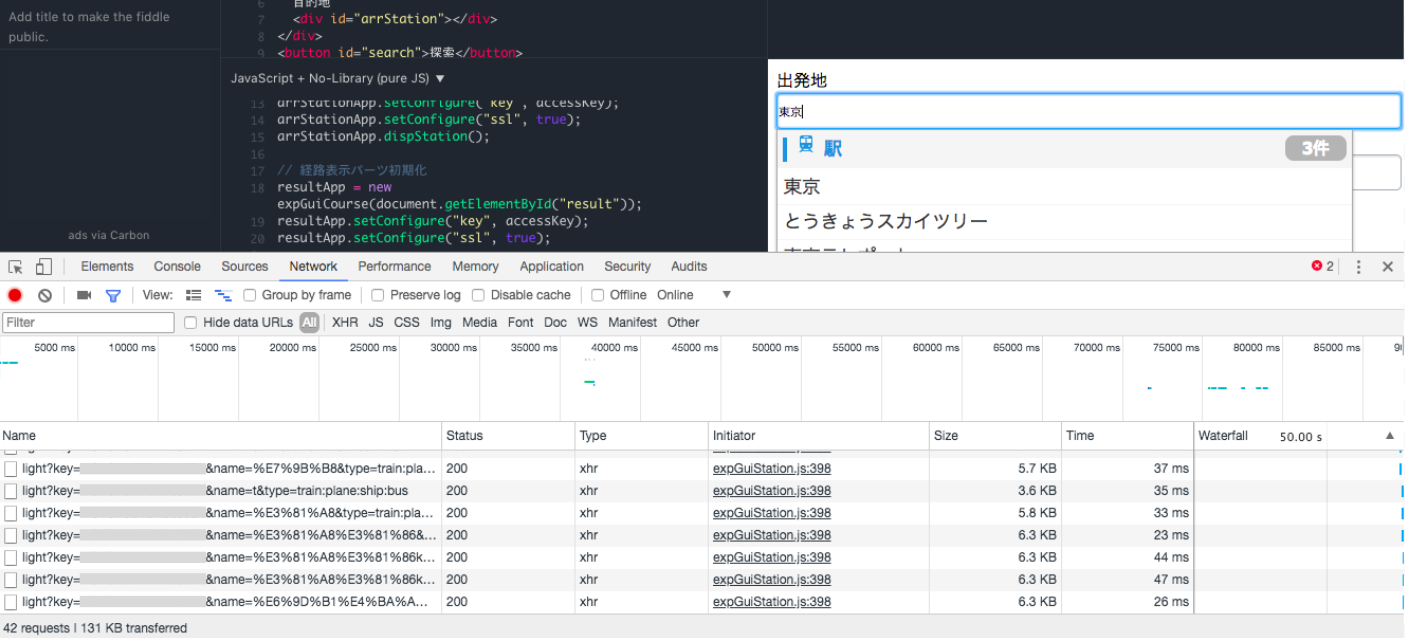 Add title to make the fiddle
public.
ads via Carbon
6 目的地
7 <div id="arrStation"></div>
8 </div>
9 <button id="search">探索</button>
JavaScript + No-Library (pure JS) ▼
13 arrStationApp.setConfigure("key", accessKey);
14 arrStationApp.setConfigure("ssl", true);
15 arrStationApp.dispStation();
16
17 // 経路表示パーツ初期化
18 resultApp = new
expGuiCourse(document.getElementById("result"));
19 resultApp.setConfigure("key", accessKey);
20 resultApp.setConfigure("ssl", true);
出発地
東京
駅 3件
東京
とうきょうスカイツリー
東京テレポート
Elements Console Sources Network Performance Memory Application Security Audits 2
View: Group by frame Preserve log Disable cache Offline Online ▼
Filter Hide data URLs All XHR JS CSS Img Media Font Doc WS Manifest Other
5000 ms 10000 ms 15000 ms 20000 ms 25000 ms 30000 ms 35000 ms 40000 ms 45000 ms 50000 ms 55000 ms 60000 ms 65000 ms 70000 ms 75000 ms 80000 ms 85000 ms
Name Status Type Initiator Size Time Waterfall 50.00 s ▲
light?key= &name=%E7%9B%B8&type=train:pla... 200 xhr expGuiStation.js:398 5.7 KB 37 ms
light?key= &name=t&type=train:plane:ship:bus 200 xhr expGuiStation.js:398 3.6 KB 35 ms
light?key= &name=%E3%81%A8&type=train:pla... 200 xhr expGuiStation.js:398 5.8 KB 33 ms
light?key= &name=%E3%81%A8%E3%81%86&... 200 xhr expGuiStation.js:398 6.3 KB 23 ms
light?key= &name=%E3%81%A8%E3%81%86k... 200 xhr expGuiStation.js:398 6.3 KB 44 ms
light?key= &name=%E3%81%A8%E3%81%86k... 200 xhr expGuiStation.js:398 6.3 KB 47 ms
light?key= &name=%E6%9D%B1%E4%BA%A... 200 xhr expGuiStation.js:398 6.3 KB 26 ms
42 requests | 131 KB transferred